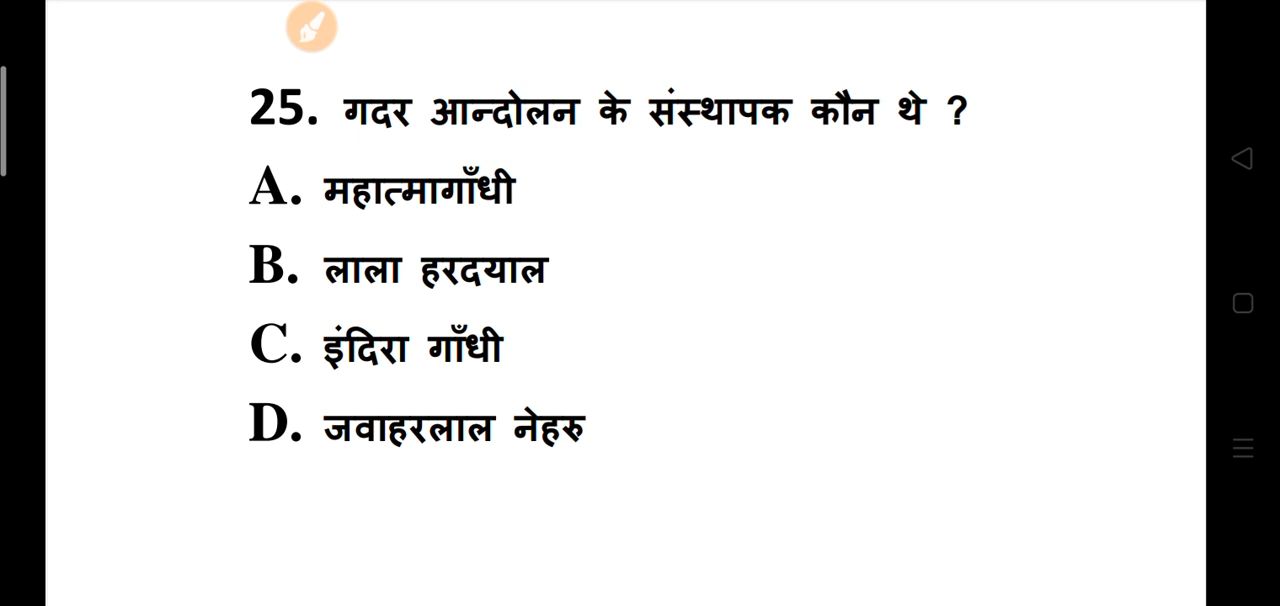 25. गदर आन्दोलन के संस्थापक कौन थे ?
A. महात्मागाँधी
B. लाला हरदयाल
C. इंदिरा गाँधी
D. जवाहरलाल नेहरु